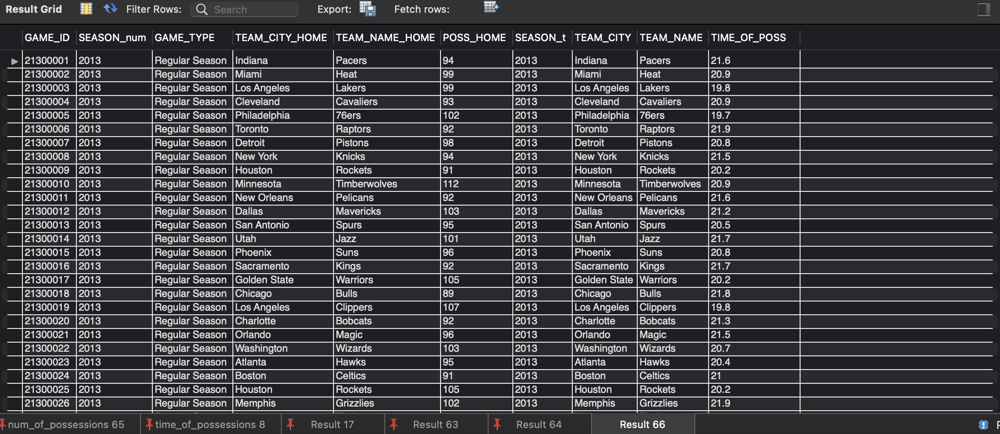 Result Grid Filter Rows: Search Export: Fetch rows:
GAME_ID SEASON_num GAME_TYPE TEAM_CITY_HOME TEAM_NAME_HOME POSS_HOME SEASON_t TEAM_CITY TEAM_NAME TIME_OF_POSS
21300001 2013 Regular Season Indiana Pacers 94 2013 Indiana Pacers 21.6
21300002 2013 Regular Season Miami Heat 99 2013 Miami Heat 20.9
21300003 2013 Regular Season Los Angeles Lakers 99 2013 Los Angeles Lakers 19.8
21300004 2013 Regular Season Cleveland Cavaliers 93 2013 Cleveland Cavaliers 20.9
21300005 2013 Regular Season Philadelphia 76ers 102 2013 Philadelphia 76ers 19.7
21300006 2013 Regular Season Toronto Raptors 92 2013 Toronto Raptors 21.9
21300007 2013 Regular Season Detroit Pistons 98 2013 Detroit Pistons 20.8
21300008 2013 Regular Season New York Knicks 94 2013 New York Knicks 21.5
21300009 2013 Regular Season Houston Rockets 91 2013 Houston Rockets 20.2
21300010 2013 Regular Season Minnesota Timberwolves 112 2013 Minnesota Timberwolves 20.9
21300011 2013 Regular Season New Orleans Pelicans 92 2013 New Orleans Pelicans 21.6
21300012 2013 Regular Season Dallas Mavericks 103 2013 Dallas Mavericks 21.2
21300013 2013 Regular Season San Antonio Spurs 95 2013 San Antonio Spurs 20.5
21300014 2013 Regular Season Utah Jazz 101 2013 Utah Jazz 21.7
21300015 2013 Regular Season Phoenix Suns 96 2013 Phoenix Suns 20.8
21300016 2013 Regular Season Sacramento Kings 92 2013 Sacramento Kings 21.7
21300017 2013 Regular Season Golden State Warriors 105 2013 Golden State Warriors 20.2
21300018 2013 Regular Season Chicago Bulls 89 2013 Chicago Bulls 21.8
21300019 2013 Regular Season Los Angeles Clippers 107 2013 Los Angeles Clippers 19.8
21300020 2013 Regular Season Charlotte Bobcats 92 2013 Charlotte Bobcats 21.3
21300021 2013 Regular Season Orlando Magic 96 2013 Orlando Magic 21.5
21300022 2013 Regular Season Washington Wizards 103 2013 Washington Wizards 20.7
21300023 2013 Regular Season Atlanta Hawks 95 2013 Atlanta Hawks 20.4
21300024 2013 Regular Season Boston Celtics 91 2013 Boston Celtics 21
21300025 2013 Regular Season Houston Rockets 105 2013 Houston Rockets 20.2
21300026 2013 Regular Season Memphis Grizzlies 102 2013 Memphis Grizzlies 21.9
num_of_possessions 65 time_of_possessions 8 Result 17 Result 63 Result 64 Result 66